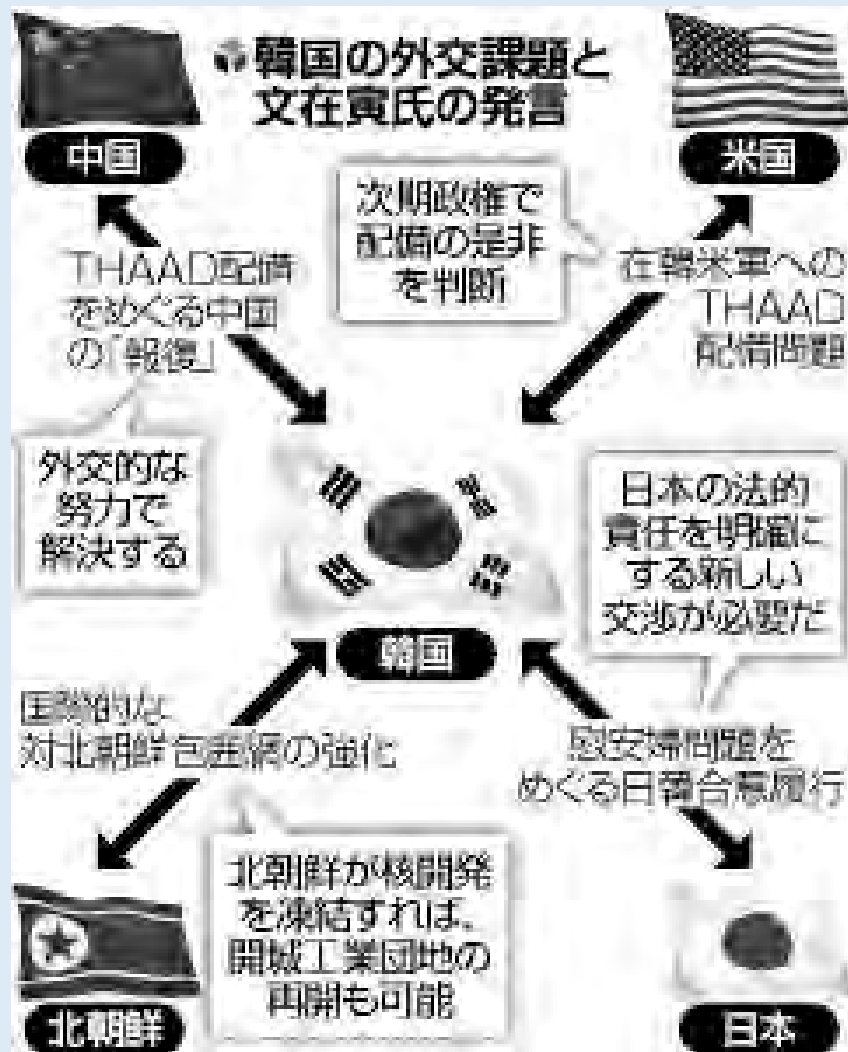 韓国の外交課題と
文在寅氏の発言
中国
米国
次期政権で
配備の是非
を判断
THAAD配備
をめぐる中国
の「報復」
在韓米軍への
THAAD
配備問題
外交的な
努力で
解決する
日本の法的
責任を明確に
する新しい
交渉が必要だ
韓国
国際的な
対北朝鮮包囲網の強化
慰安婦問題を
めぐる日韓合意履行
北朝鮮が核開発
を凍結すれば、
開城工業団地の
再開も可能
北朝鮮
日本